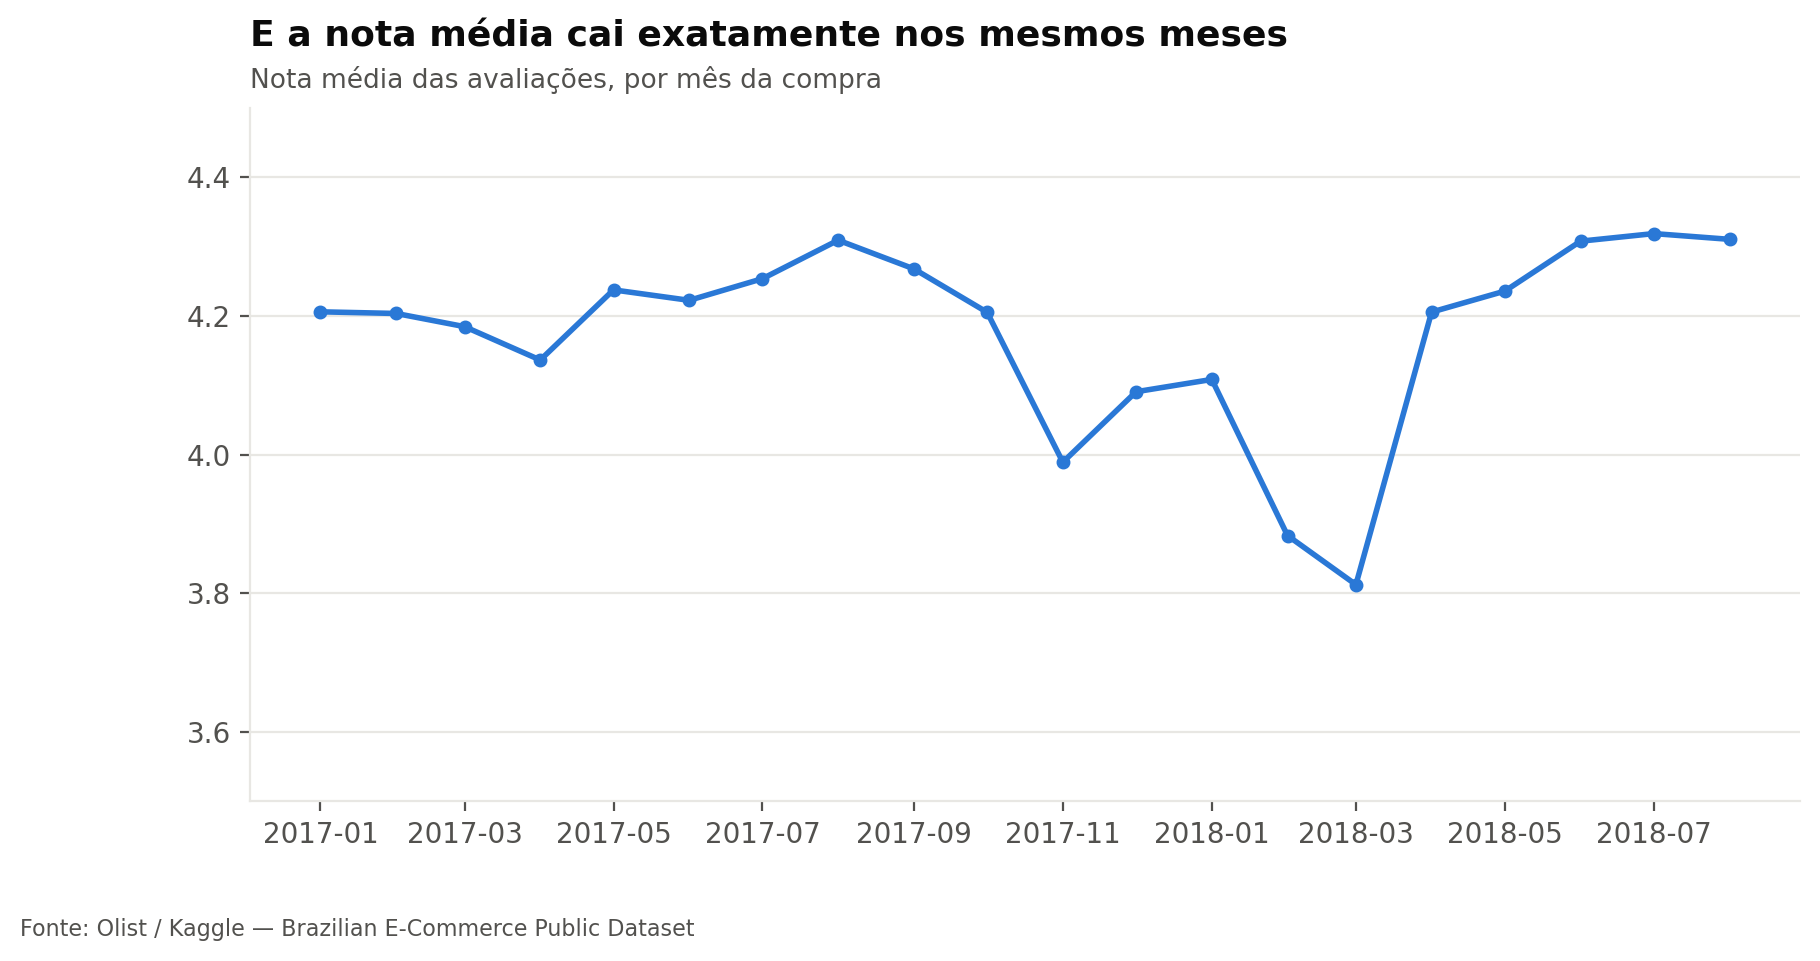 E a nota média cai exatamente nos mesmos meses
Nota média das avaliações, por mês da compra
4.4
4.2
4.0
3.8
3.6
2017-01 2017-03 2017-05 2017-07 2017-09 2017-11 2018-01 2018-03 2018-05 2018-07
Fonte: Olist / Kaggle — Brazilian E-Commerce Public Dataset